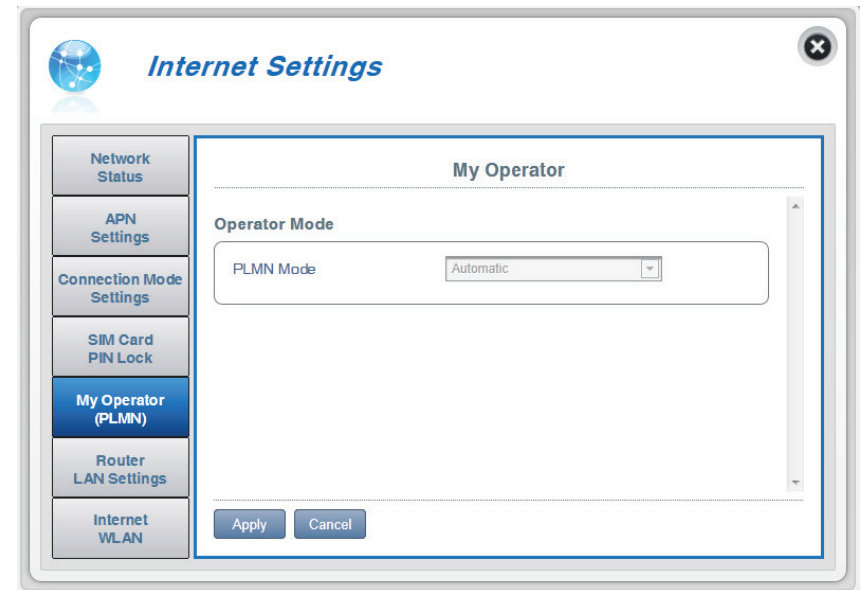 Internet Settings
Network
Status
APN
Settings
Connection Mode
Settings
SIM Card
PIN Lock
My Operator
(PLMN)
Router
LAN Settings
Internet
WLAN
My Operator
Operator Mode
PLMN Mode
Automatic
Apply
Cancel